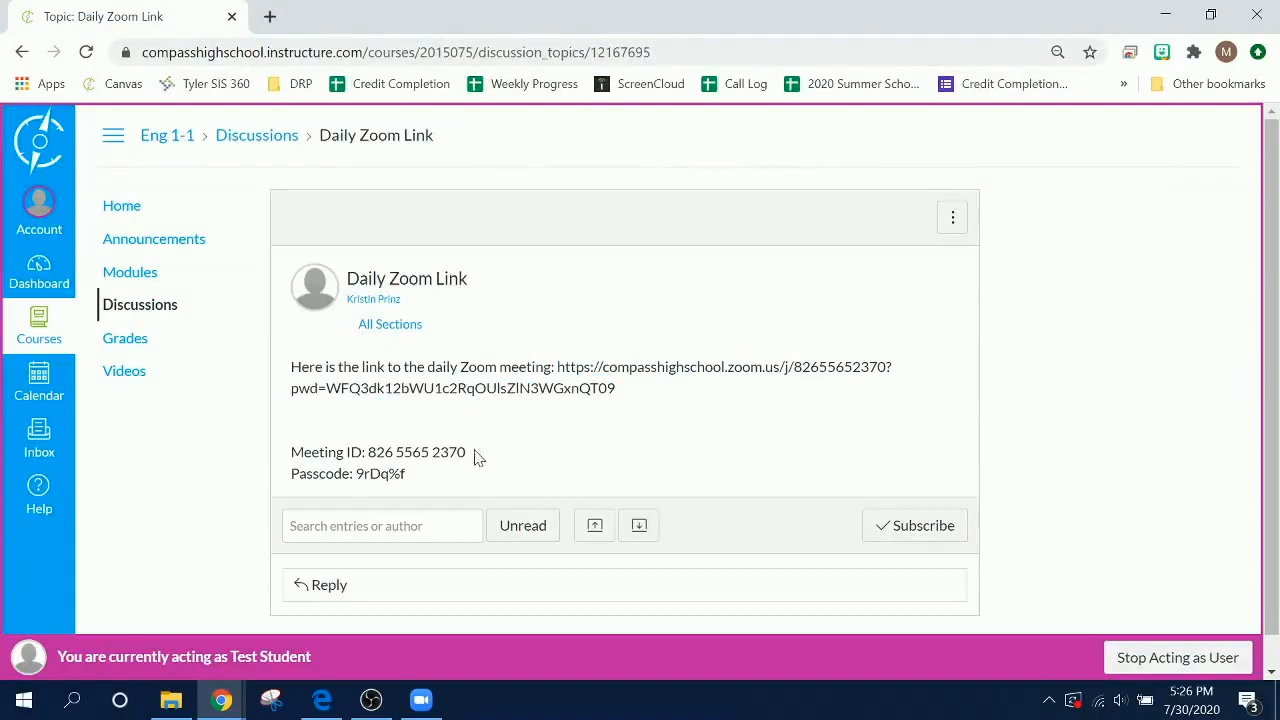 Topic: Daily Zoom Link
compasshighschool.instructure.com/courses/2015075/discussion_topics/12167695
M
Apps Canvas Tyler SIS 360 DRP Credit Completion Weekly Progress ScreenCloud Call Log 2020 Summer Scho... Credit Completion... » Other bookmarks
Eng 1-1 › Discussions › Daily Zoom Link
Account
Dashboard
Courses
Calendar
Inbox
Help
Home
Announcements
Modules
Discussions
Grades
Videos
Daily Zoom Link
Kristin Prinz
All Sections
Here is the link to the daily Zoom meeting: https://compasshighschool.zoom.us/j/82655652370?
pwd=WFQ3dk12bWU1c2RqOUlsZlN3WGxnQT09
Meeting ID: 826 5565 2370
Passcode: 9rDq%f
Search entries or author Unread Subscribe
Reply
You are currently acting as Test Student Stop Acting as User
5:26 PM
7/30/2020
3